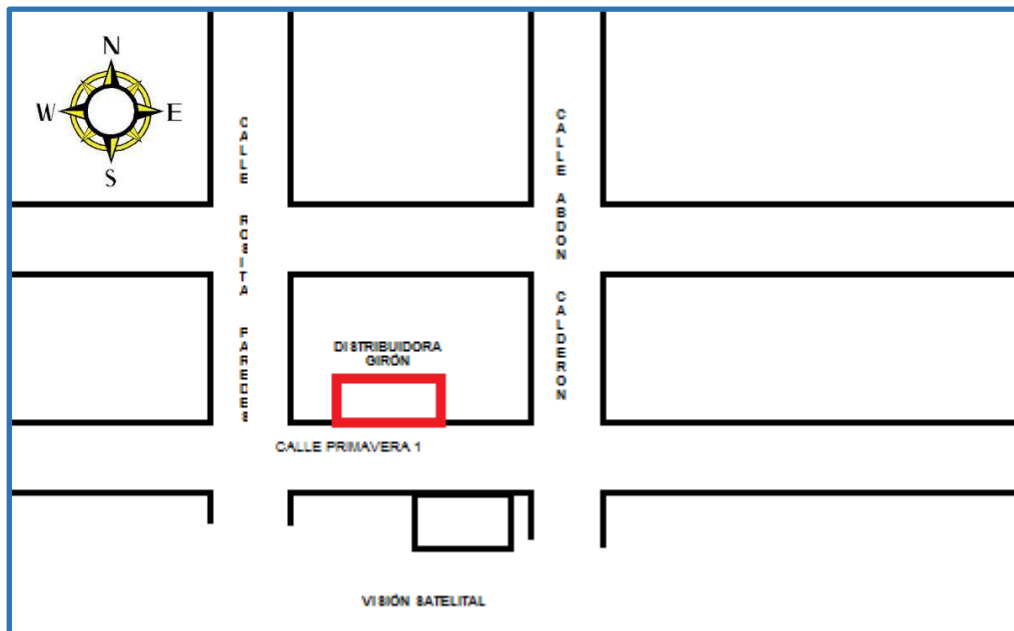 N
W E
S
CALLE ROSITA PAREDES
CALLE ABDON CALDERON
DISTRIBUIDORA
GIRÓN
CALLE PRIMAVERA 1
VISIÓN SATELITAL